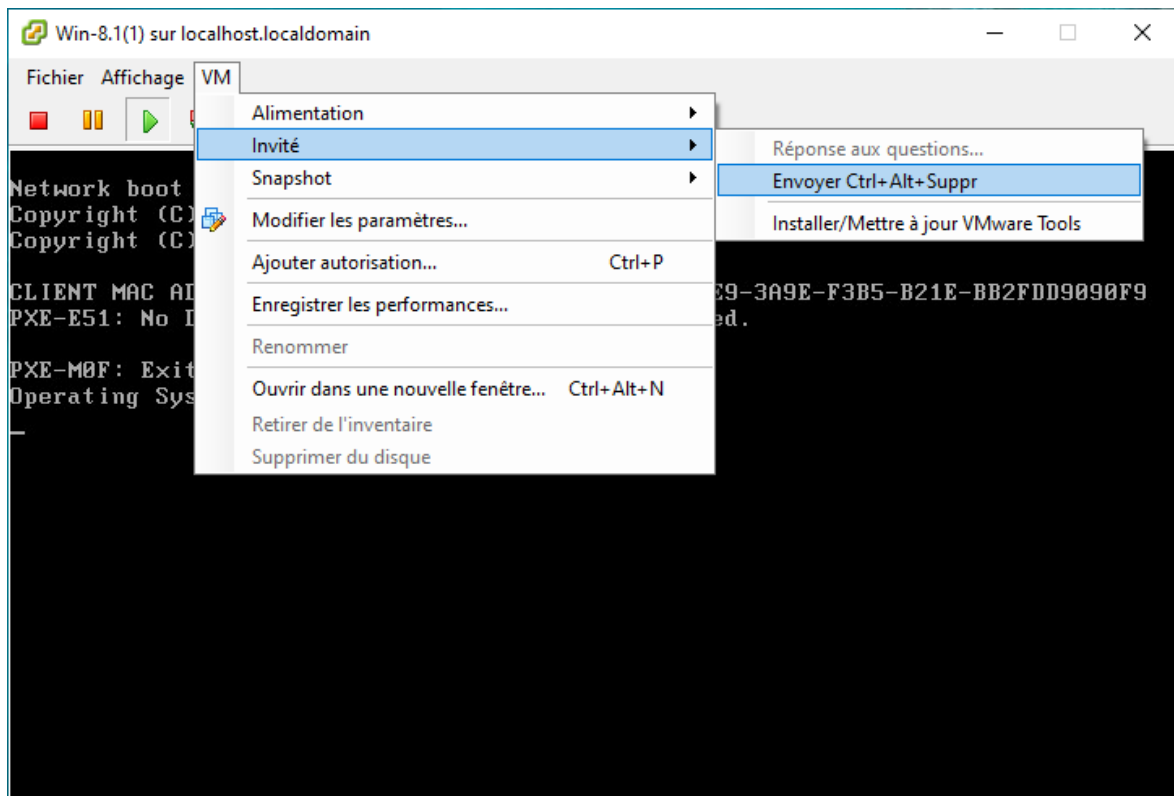 Win-8.1(1) sur localhost.localdomain
Fichier Affichage VM
Alimentation
Invité
Snapshot
Modifier les paramètres...
Ajouter autorisation... Ctrl+P
Enregistrer les performances...
Renommer
Ouvrir dans une nouvelle fenêtre... Ctrl+Alt+N
Retirer de l'inventaire
Supprimer du disque
Réponse aux questions...
Envoyer Ctrl+Alt+Suppr
Installer/Mettre à jour VMware Tools
Network boot
Copyright (C)
Copyright (C)
CLIENT MAC E9-3A9E-F3B5-B21E-BB2FDD9090F9
PXE-E51: No ed.
PXE-M0F: Exit
Operating Sys